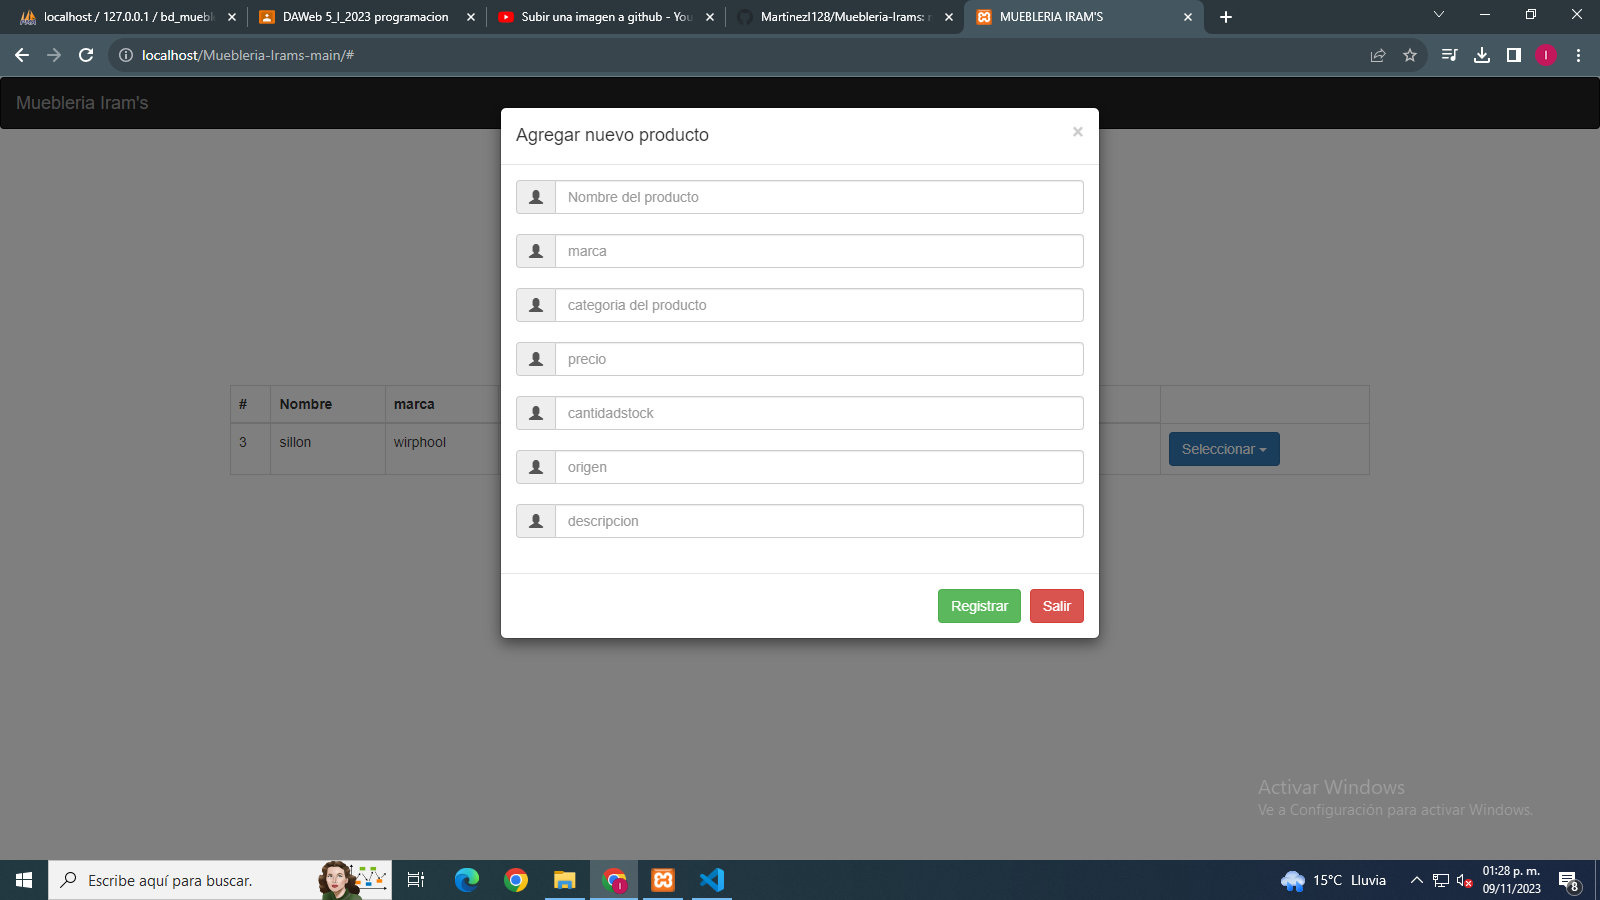 localhost / 127.0.0.1 / bd_muebl
DAWeb 5_I_2023 programacion
Subir una imagen a github - You
MartinezI128/Muebleria-Irams: m
MUEBLERIA IRAM'S
localhost/Muebleria-Irams-main/#
I
Muebleria Iram's
Agregar nuevo producto
×
Nombre del producto
marca
categoria del producto
precio
cantidadstock
origen
descripcion
Registrar
Salir
#
Nombre
marca
3
sillon
wirphool
Seleccionar
Activar Windows
Ve a Configuración para activar Windows.
Escribe aquí para buscar.
15°C Lluvia
01:28 p. m.
09/11/2023
8